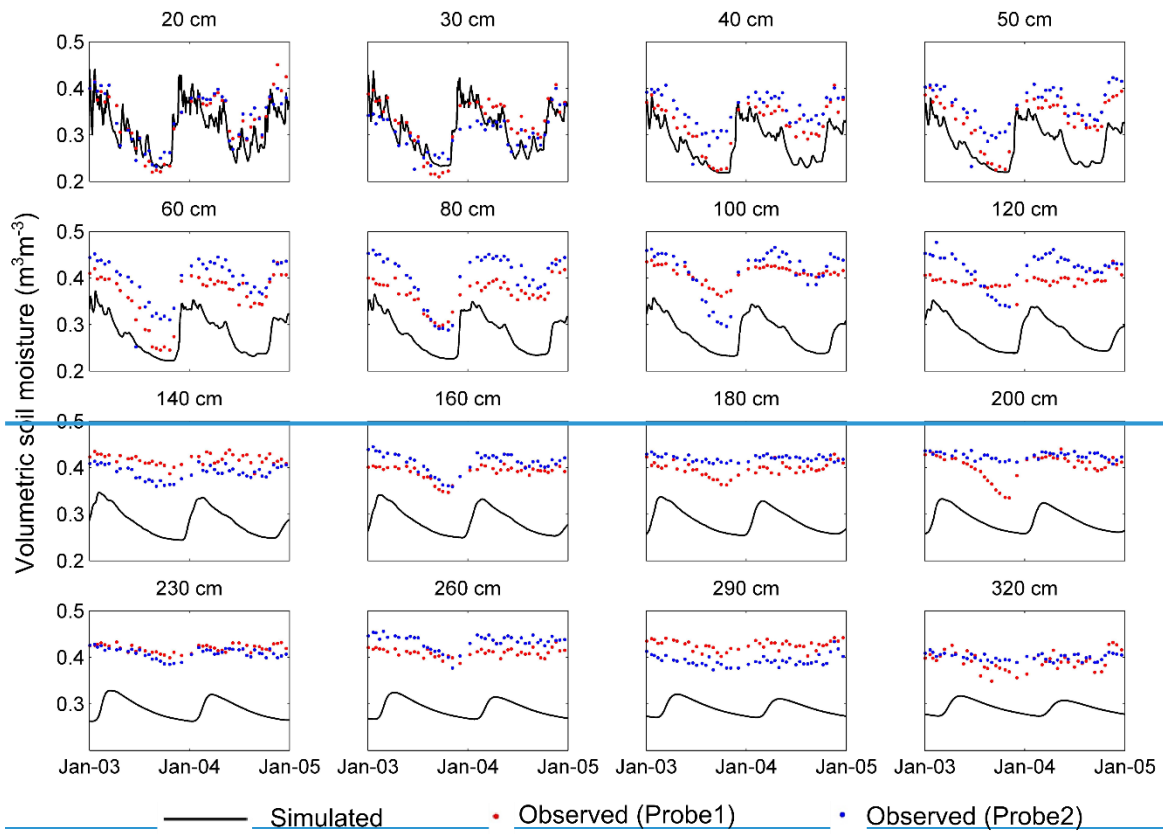 20 cm 30 cm 40 cm 50 cm
0.5
0.4
0.3
0.2
60 cm 80 cm 100 cm 120 cm
0.5
0.4
0.3
0.2
140 cm 160 cm 180 cm 200 cm
0.5
0.4
0.3
0.2
230 cm 260 cm 290 cm 320 cm
0.5
0.4
0.3
Jan-03 Jan-04 Jan-05 Jan-03 Jan-04 Jan-05 Jan-03 Jan-04 Jan-05 Jan-03 Jan-04 Jan-05
Volumetric soil moisture (m³m⁻³)
Simulated Observed (Probe1) Observed (Probe2)